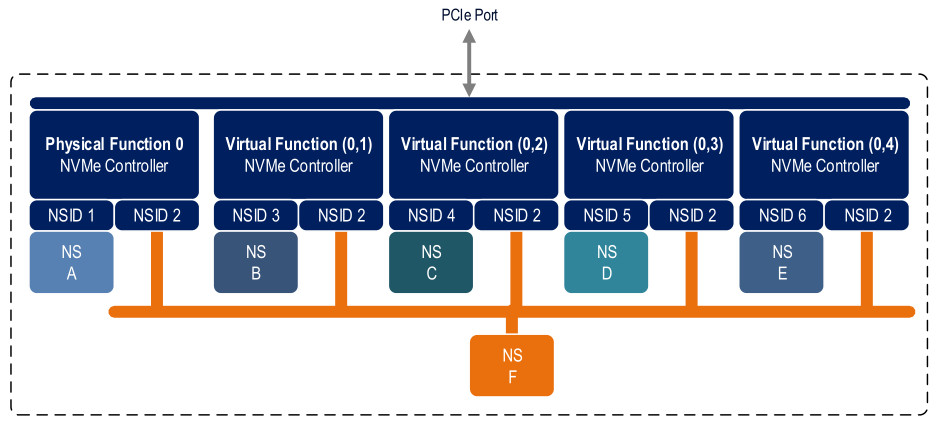 PCIe Port
Physical Function 0
NVMe Controller
Virtual Function (0,1)
NVMe Controller
Virtual Function (0,2)
NVMe Controller
Virtual Function (0,3)
NVMe Controller
Virtual Function (0,4)
NVMe Controller
NSID 1
NSID 2
NSID 3
NSID 2
NSID 4
NSID 2
NSID 5
NSID 2
NSID 6
NSID 2
NS
A
NS
B
NS
C
NS
D
NS
E
NS
F